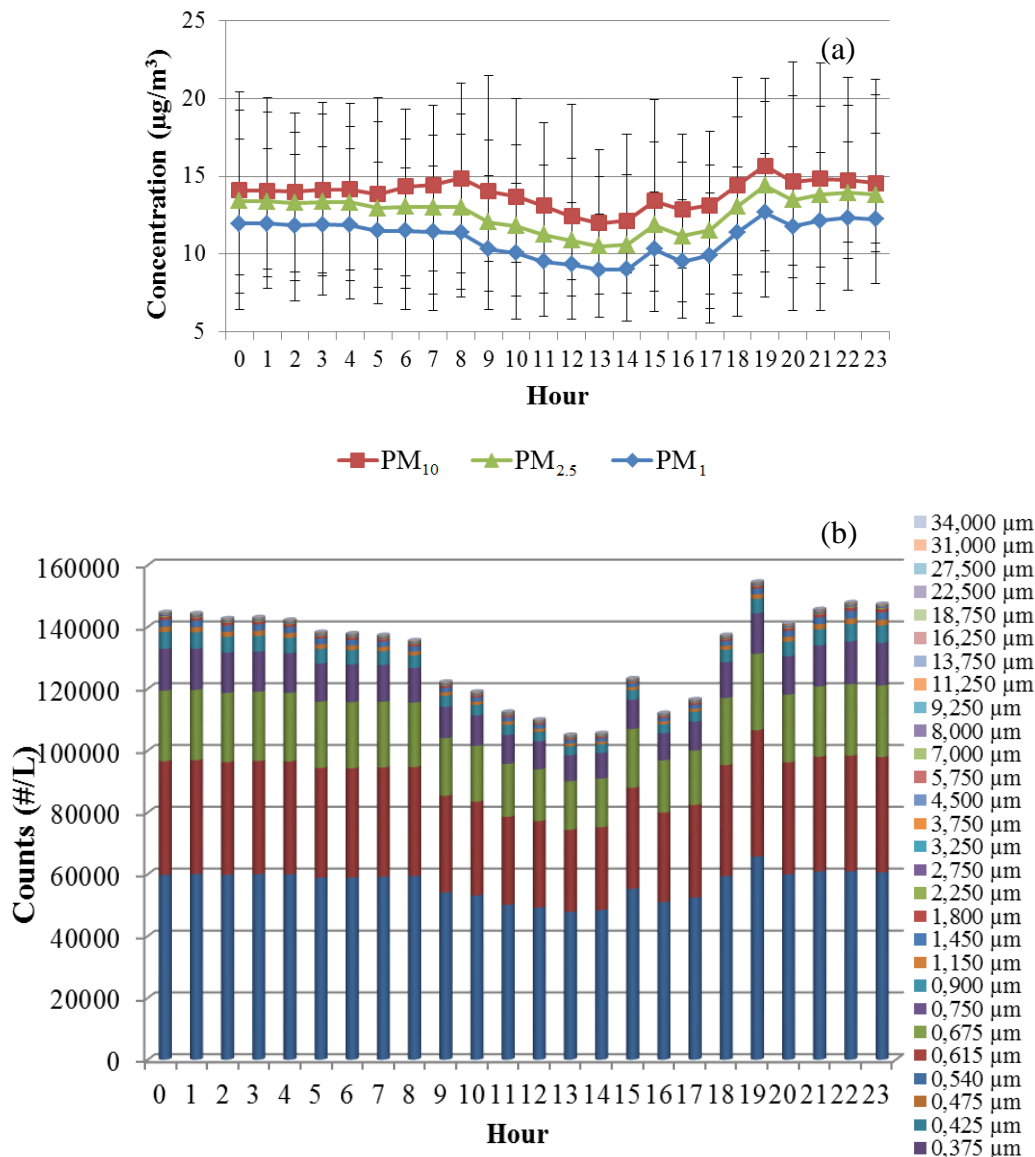 (a)
Concentration (µg/m³)
25
20
15
10
5
0 1 2 3 4 5 6 7 8 9 10 11 12 13 14 15 16 17 18 19 20 21 22 23
Hour
PM₁₀ PM₂.₅ PM₁
(b)
Counts (#/L)
160000
140000
120000
100000
80000
60000
40000
20000
0
0 1 2 3 4 5 6 7 8 9 10 11 12 13 14 15 16 17 18 19 20 21 22 23
Hour
34,000 µm
31,000 µm
27,500 µm
22,500 µm
18,750 µm
16,250 µm
13,750 µm
11,250 µm
9,250 µm
8,000 µm
7,000 µm
5,750 µm
4,500 µm
3,750 µm
3,250 µm
2,750 µm
2,250 µm
1,800 µm
1,450 µm
1,150 µm
0,900 µm
0,750 µm
0,675 µm
0,615 µm
0,540 µm
0,475 µm
0,425 µm
0,375 µm